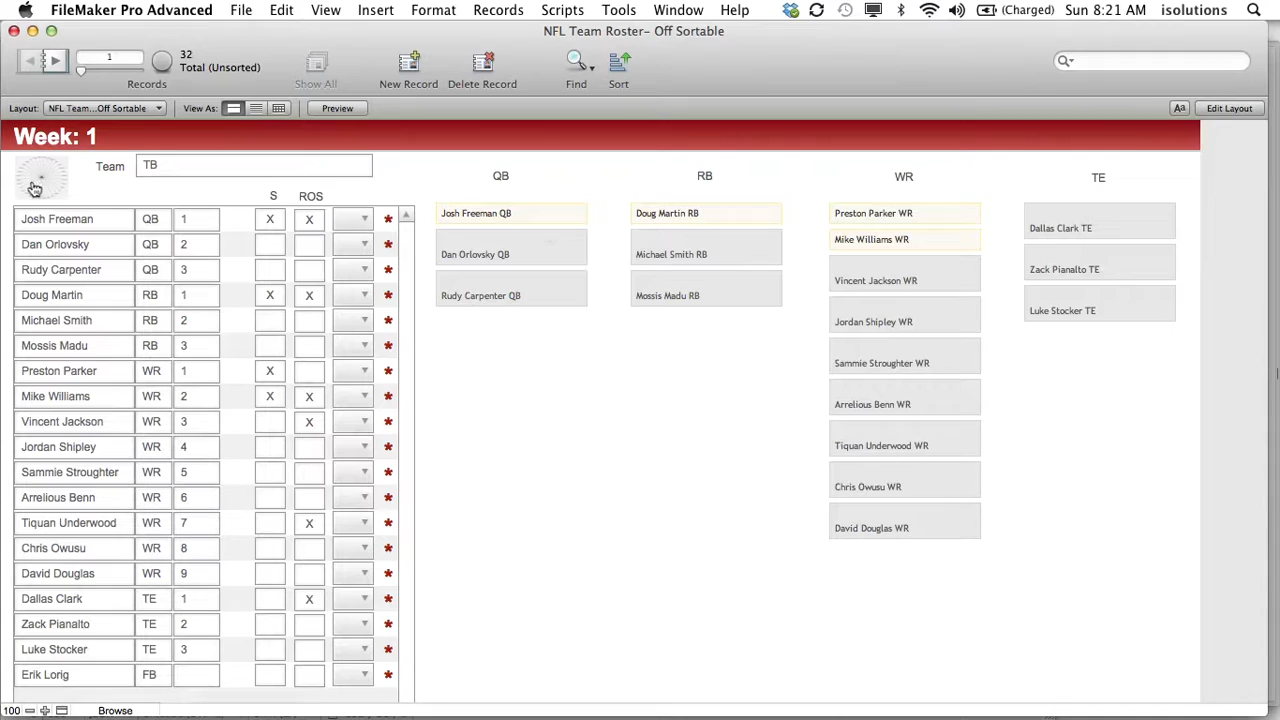 FileMaker Pro Advanced File Edit View Insert Format Records Scripts Tools Window Help (Charged) Sun 8:21 AM isolutions
NFL Team Roster- Off Sortable
1 32 Total (Unsorted)
Records Show All New Record Delete Record Find Sort
Layout: NFL Team...Off Sortable View As: Preview Aa Edit Layout
Week: 1
Team TB
S ROS
QB RB WR TE
Josh Freeman QB 1 X X *
Dan Orlovsky QB 2 *
Rudy Carpenter QB 3 *
Doug Martin RB 1 X X *
Michael Smith RB 2 *
Mossis Madu RB 3 *
Preston Parker WR 1 X *
Mike Williams WR 2 X X *
Vincent Jackson WR 3 X *
Jordan Shipley WR 4 *
Sammie Stroughter WR 5 *
Arrelious Benn WR 6 *
Tiquan Underwood WR 7 X *
Chris Owusu WR 8 *
David Douglas WR 9 *
Dallas Clark TE 1 X *
Zack Pianalto TE 2 *
Luke Stocker TE 3 *
Erik Lorig FB *
Josh Freeman QB
Dan Orlovsky QB
Rudy Carpenter QB
Doug Martin RB
Michael Smith RB
Mossis Madu RB
Preston Parker WR
Mike Williams WR
Vincent Jackson WR
Jordan Shipley WR
Sammie Stroughter WR
Arrelious Benn WR
Tiquan Underwood WR
Chris Owusu WR
David Douglas WR
Dallas Clark TE
Zack Pianalto TE
Luke Stocker TE
100 Browse